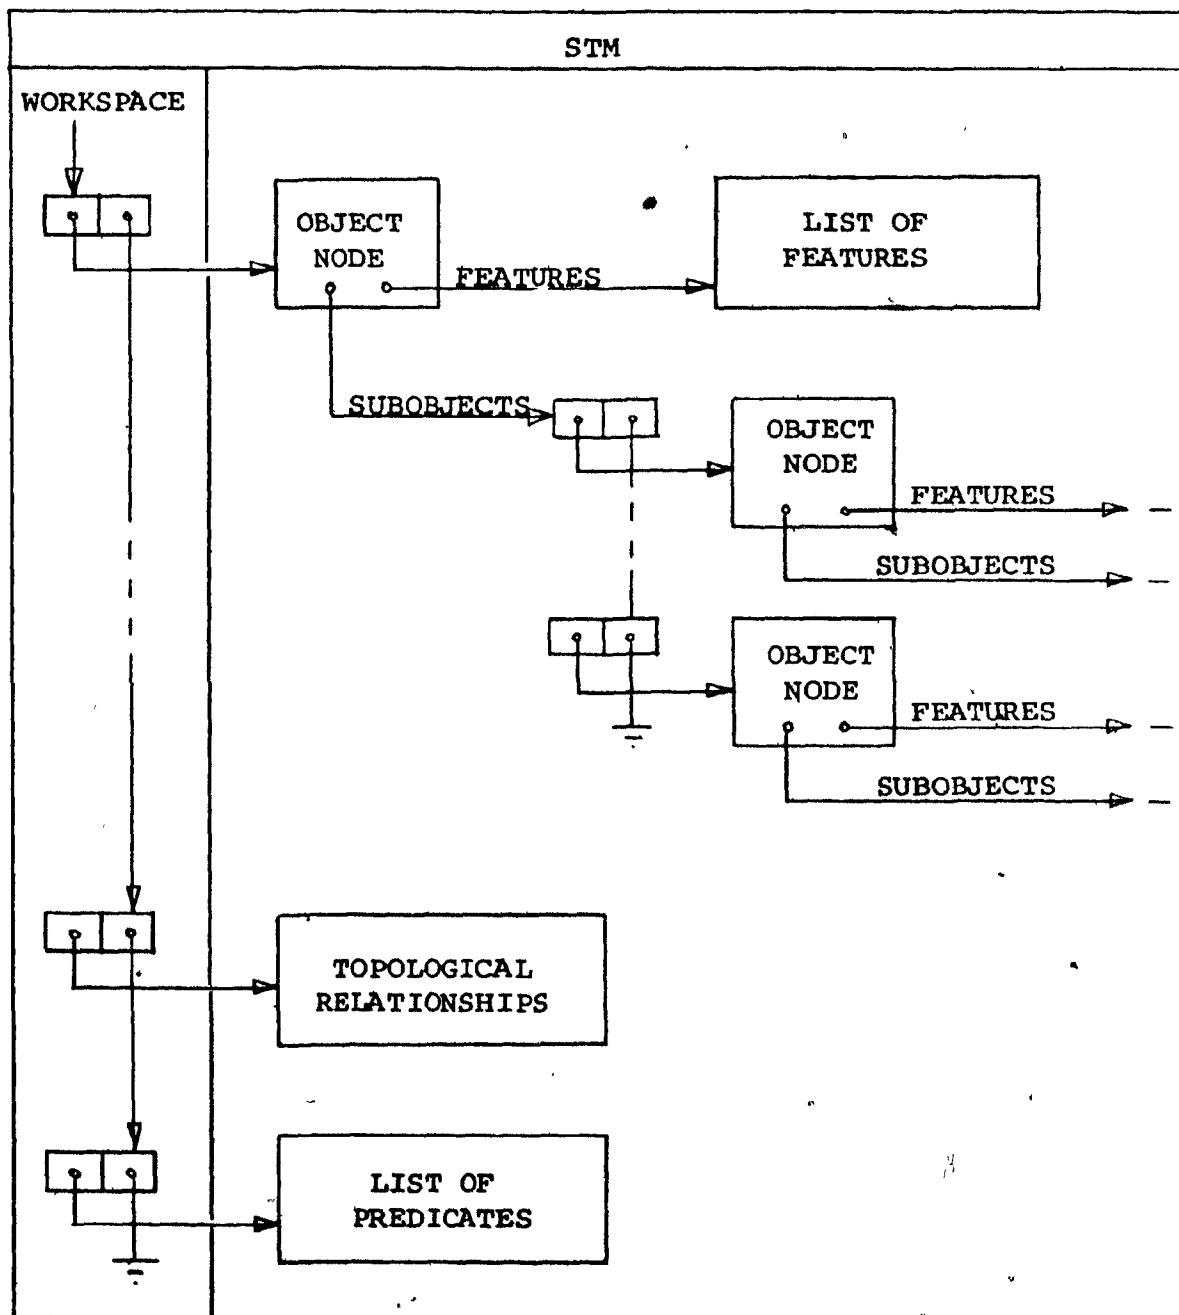 STM
WORKSPACE
OBJECT
NODE
FEATURES
LIST OF
FEATURES
SUBOBJECTS
OBJECT
NODE
FEATURES
SUBOBJECTS
OBJECT
NODE
FEATURES
SUBOBJECTS
TOPOLOGICAL
RELATIONSHIPS
LIST OF
PREDICATES